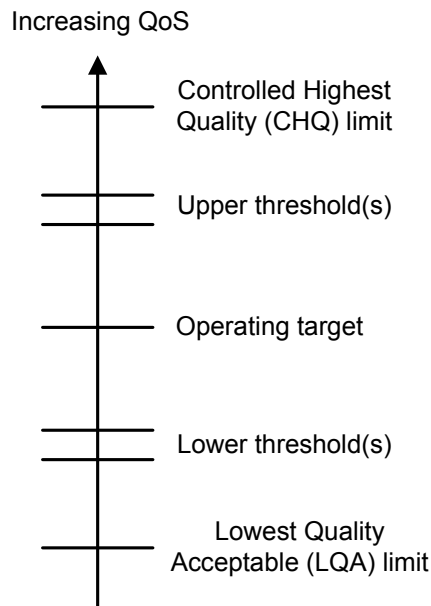 Increasing QoS
Controlled Highest
Quality (CHQ) limit
Upper threshold(s)
Operating target
Lower threshold(s)
Lowest Quality
Acceptable (LQA) limit